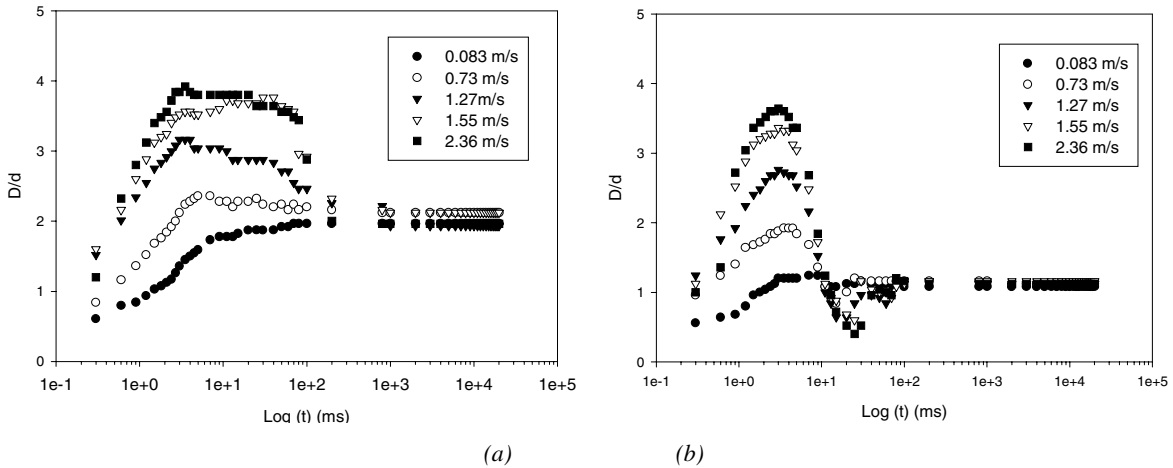 5
4
3
2
1
0
D/d
0.083 m/s
0.73 m/s
1.27m/s
1.55 m/s
2.36 m/s
1e-1 1e+0 1e+1 1e+2 1e+3 1e+4 1e+5
Log (t) (ms)
(a)
5
4
3
2
1
0
D/d
0.083 m/s
0.73 m/s
1.27 m/s
1.55 m/s
2.36 m/s
1e-1 1e+0 1e+1 1e+2 1e+3 1e+4 1e+5
Log (t) (ms)
(b)